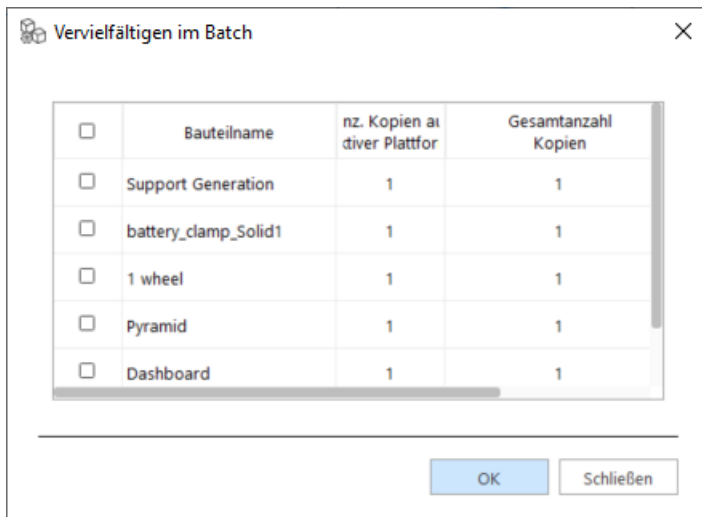 Vervielfältigen im Batch
Bauteilname
nz. Kopien au
tiver Plattfor
Gesamtanzahl
Kopien
Support Generation 1 1
battery_clamp_Solid1 1 1
1 wheel 1 1
Pyramid 1 1
Dashboard 1 1
OK Schließen